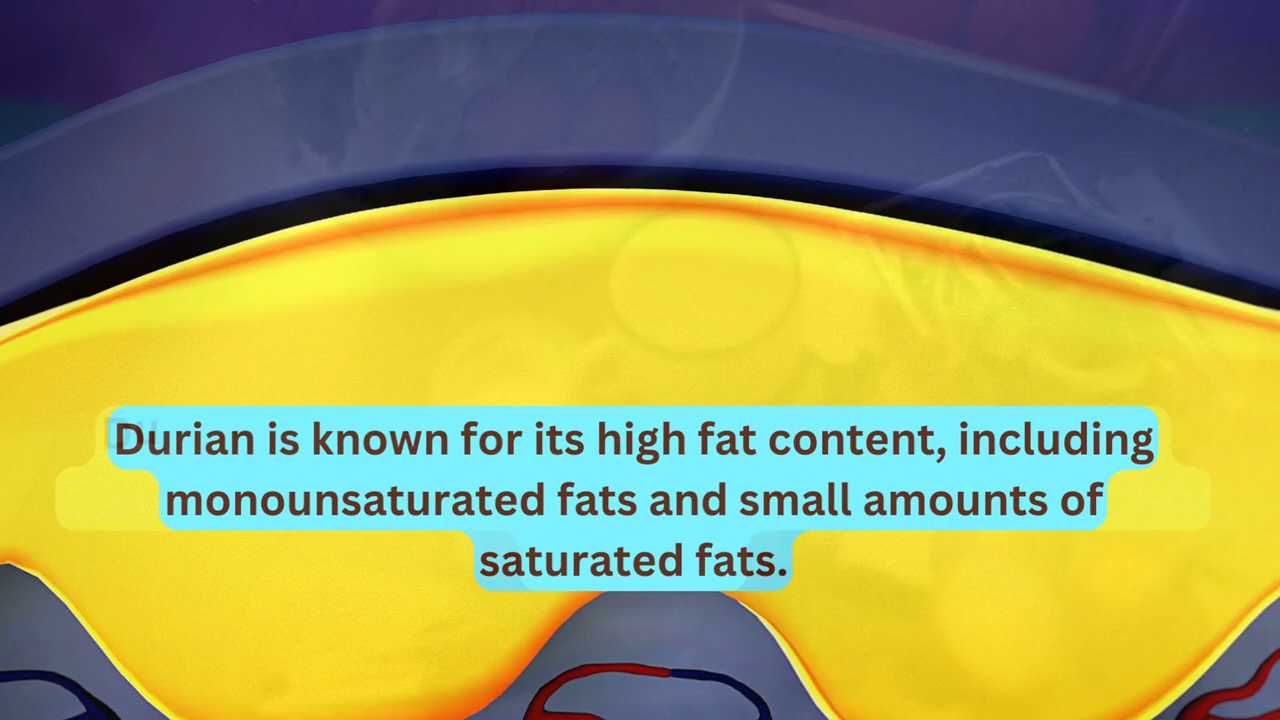 Durian is known for its high fat content, including
monounsaturated fats and small amounts of
saturated fats.